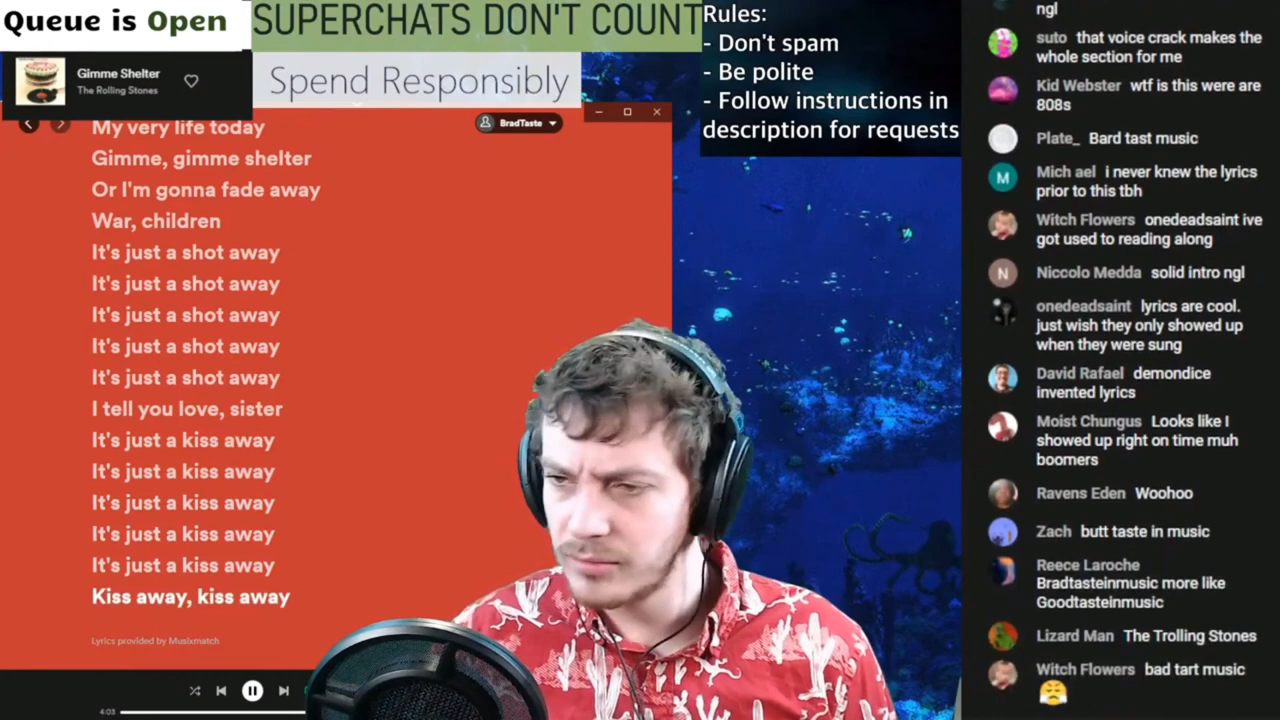 Queue is Open
SUPERCHATS DON'T COUNT
Spend Responsibly
Gimme Shelter
The Rolling Stones
Rules:
- Don't spam
- Be polite
- Follow instructions in
description for requests
BradTaste
My very life today
Gimme, gimme shelter
Or I'm gonna fade away
War, children
It's just a shot away
It's just a shot away
It's just a shot away
It's just a shot away
It's just a shot away
I tell you love, sister
It's just a kiss away
It's just a kiss away
It's just a kiss away
It's just a kiss away
It's just a kiss away
Kiss away, kiss away
Lyrics provided by Musixmatch
4:03
ngl
suto that voice crack makes the
whole section for me
Kid Webster wtf is this were are
808s
Plate_ Bard tast music
M
Mich ael i never knew the lyrics
prior to this tbh
Witch Flowers onedeadsaint ive
got used to reading along
N
Niccolo Medda solid intro ngl
onedeadsaint lyrics are cool.
just wish they only showed up
when they were sung
David Rafael demondice
invented lyrics
Moist Chungus Looks like I
showed up right on time muh
boomers
Ravens Eden Woohoo
Zach butt taste in music
Reece Laroche
Bradtasteinmusic more like
Goodtasteinmusic
Lizard Man The Trolling Stones
Witch Flowers bad tart music